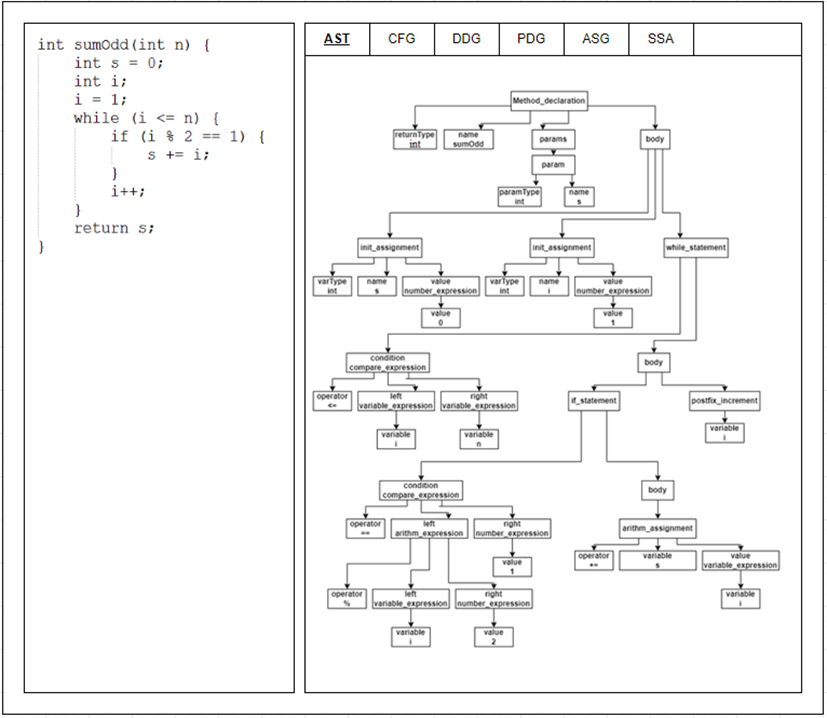 int sumOdd(int n) {
int s = 0;
int i;
i = 1;
while (i <= n) {
if (i % 2 == 1) {
s += i;
}
i++;
}
return s;
}
AST CFG DDG PDG ASG SSA
Method_declaration
returnType
int
name
sumOdd
params
body
param
paramType
int
name
s
init_assignment
init_assignment
while_statement
varType
int
name
s
value
number_expression
varType
int
name
i
value
number_expression
value
0
value
1
condition
compare_expression
body
operator
<=
left
variable_expression
right
variable_expression
if_statement
postfix_increment
variable
i
variable
n
variable
i
condition
compare_expression
body
operator
==
left
arithm_expression
right
number_expression
arithm_assignment
value
1
operator
+=
variable
s
value
variable_expression
operator
%
left
variable_expression
right
number_expression
variable
i
variable
i
value
2